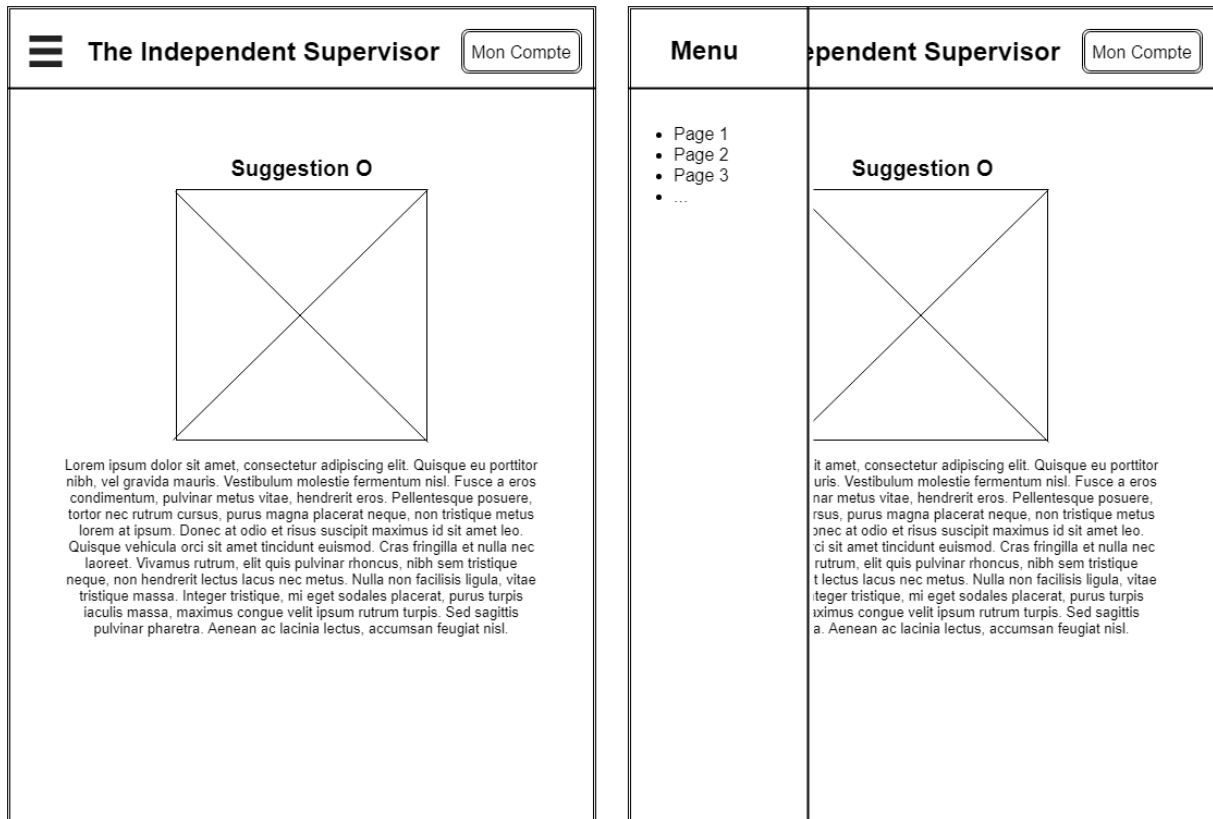 The Independent Supervisor
Mon Compte
Suggestion O
Lorem ipsum dolor sit amet, consectetur adipiscing elit. Quisque eu porttitor
nibh, vel gravida mauris. Vestibulum molestie fermentum nisl. Fusce a eros
condimentum, pulvinar metus vitae, hendrerit eros. Pellentesque posuere,
tortor nec rutrum cursus, purus magna placerat neque, non tristique metus
lorem at ipsum. Donec at odio et risus suscipit maximus id sit amet leo.
Quisque vehicula orci sit amet tincidunt euismod. Cras fringilla et nulla nec
laoreet. Vivamus rutrum, elit quis pulvinar rhoncus, nibh sem tristique
neque, non hendrerit lectus lacus nec metus. Nulla non facilisis ligula, vitae
tristique massa. Integer tristique, mi eget sodales placerat, purus turpis
iaculis massa, maximus congue velit ipsum rutrum turpis. Sed sagittis
pulvinar pharetra. Aenean ac lacinia lectus, accumsan feugiat nisl.
Menu
pendent Supervisor
Mon Compte
Page 1
Page 2
Page 3
...
Suggestion O
it amet, consectetur adipiscing elit. Quisque eu porttitor
uris. Vestibulum molestie fermentum nisl. Fusce a eros
nar metus vitae, hendrerit eros. Pellentesque posuere,
rsus, purus magna placerat neque, non tristique metus
onec at odio et risus suscipit maximus id sit amet leo.
ci sit amet tincidunt euismod. Cras fringilla et nulla nec
rutrum, elit quis pulvinar rhoncus, nibh sem tristique
t lectus lacus nec metus. Nulla non facilisis ligula, vitae
teger tristique, mi eget sodales placerat, purus turpis
aximus congue velit ipsum rutrum turpis. Sed sagittis
a. Aenean ac lacinia lectus, accumsan feugiat nisl.